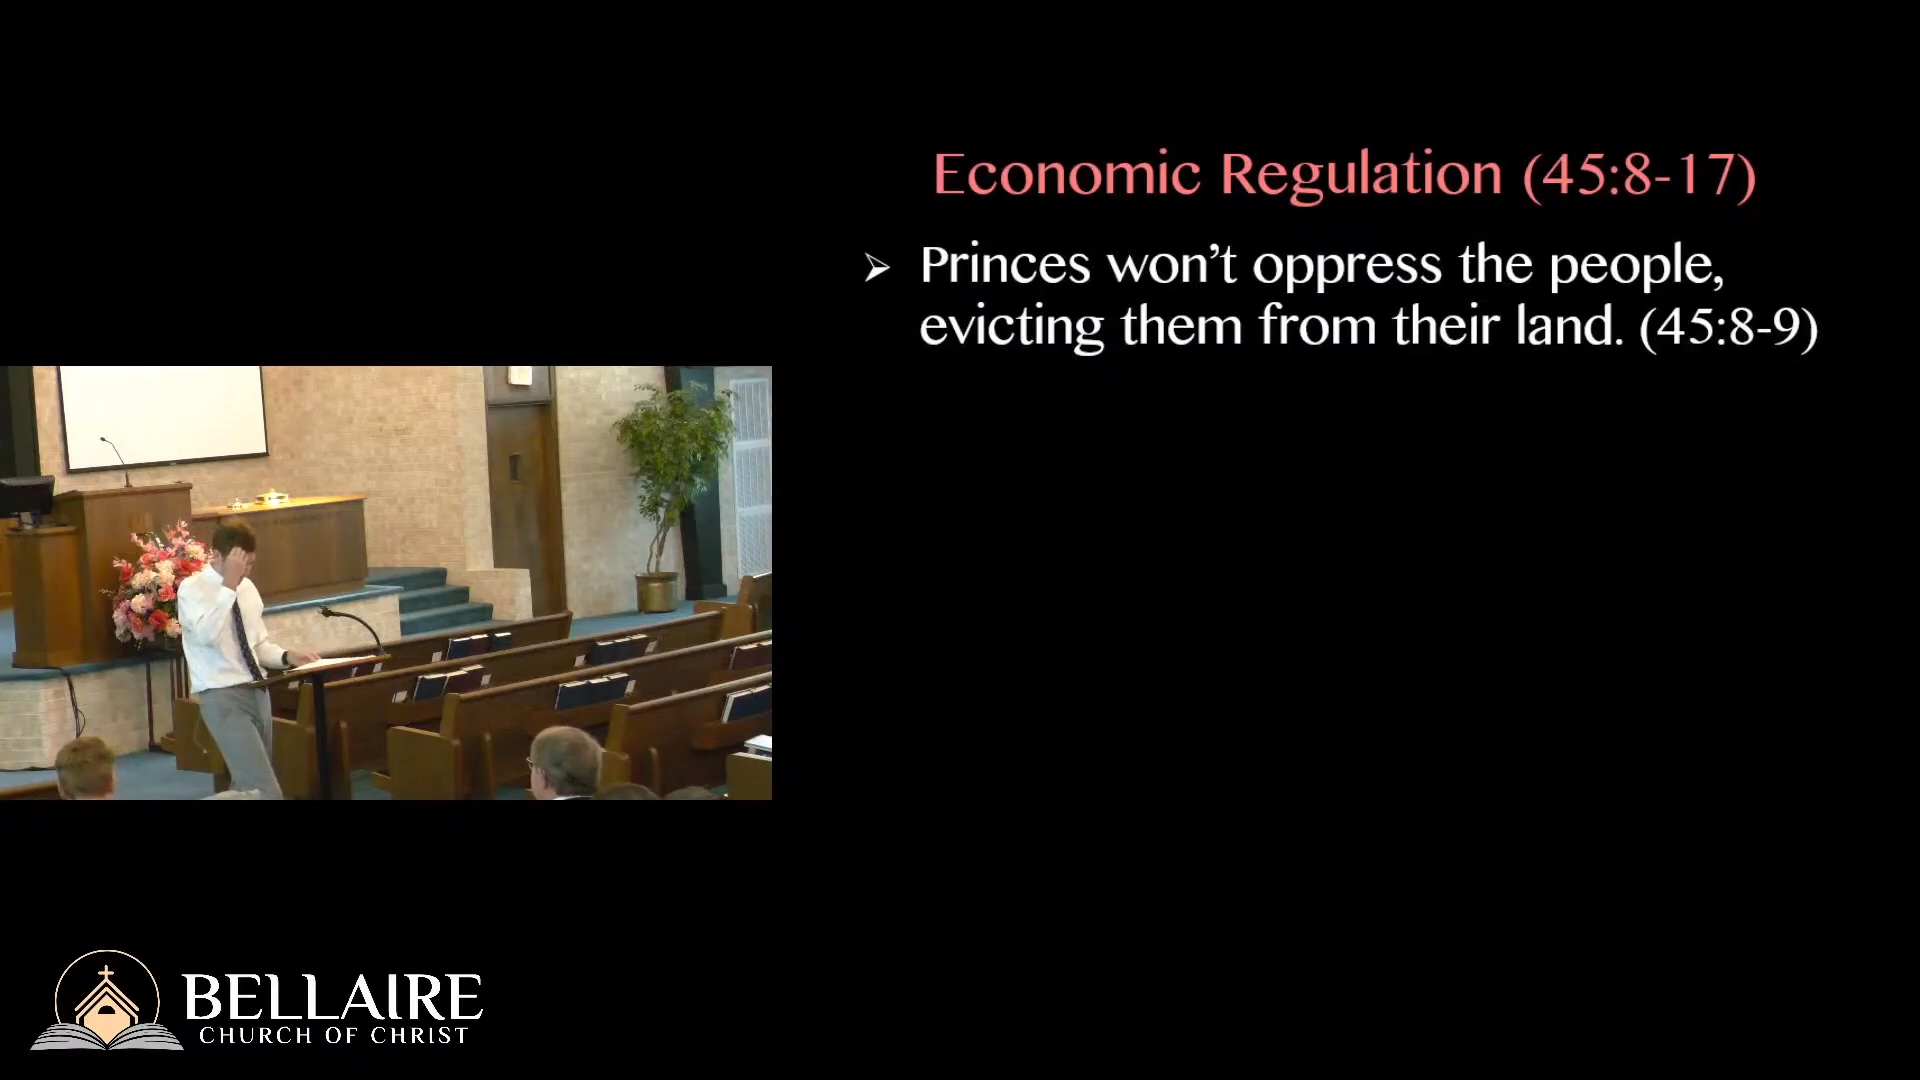 Economic Regulation (45:8-17)
➢ Princes won’t oppress the people,
evicting them from their land. (45:8-9)
BELLAIRE
CHURCH OF CHRIST